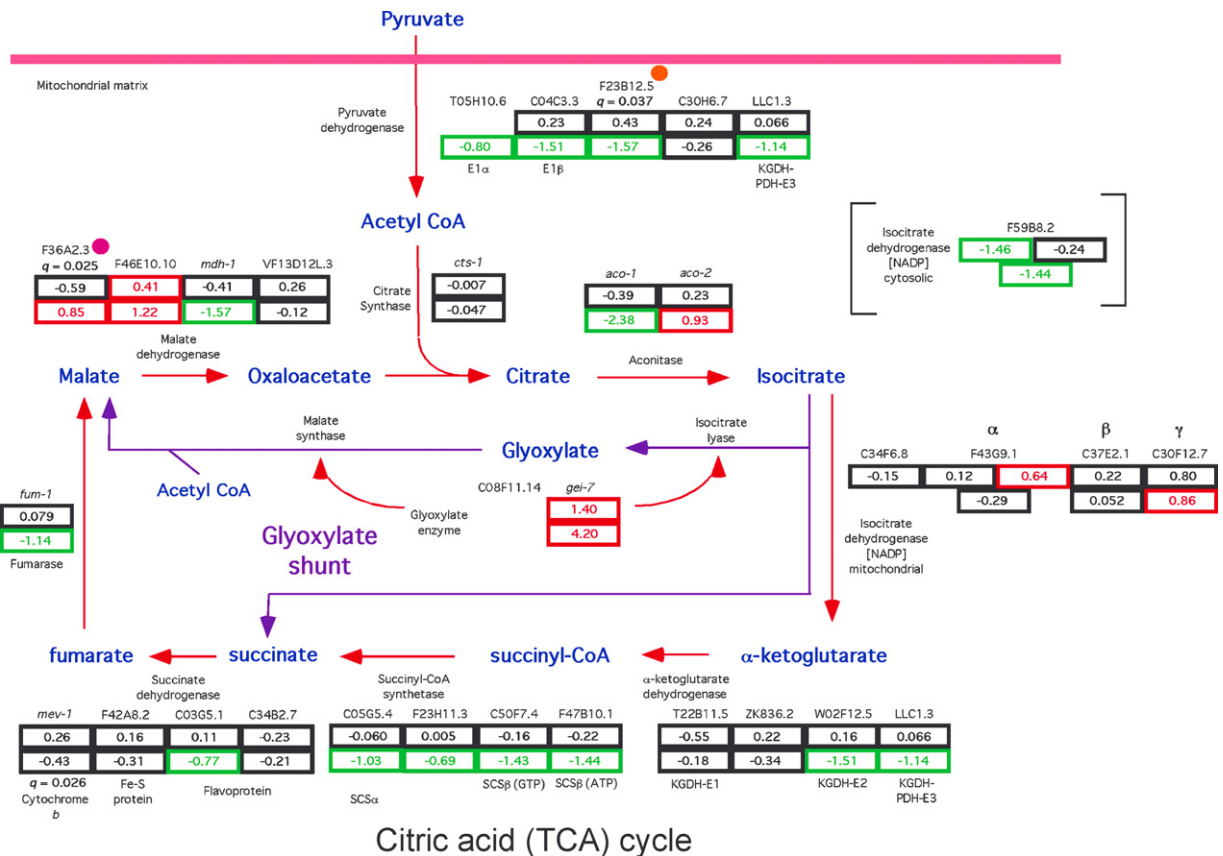 Pyruvate
Mitochondrial matrix
Pyruvate
dehydrogenase
F23B12.5
T05H10.6 C04C3.3 q = 0.037 C30H6.7 LLC1.3
0.23 0.43 0.24 0.066
-0.80 -1.51 -1.57 -0.26 -1.14
E1α E1β KGDH-
PDH-E3
Acetyl CoA
F36A2.3
q = 0.025 F46E10.10 mdh-1 VF13D12L.3
-0.59 0.41 -0.41 0.26
0.85 1.22 -1.57 -0.12
Malate
dehydrogenase
Citrate
Synthase
cts-1
-0.007
-0.047
aco-1 aco-2
-0.39 0.23
-2.38 0.93
Aconitase
Isocitrate
dehydrogenase
[NADP]
cytosolic
F59B8.2
-1.46 -0.24
-1.44
Malate Oxaloacetate Citrate Isocitrate
Malate
synthase
Isocitrate
lyase
Glyoxylate
Acetyl CoA
C08F11.14 gei-7
1.40
4.20
Glyoxylate
enzyme
Glyoxylate
shunt
fum-1
0.079
-1.14
Fumarase
α β γ
C34F6.8 F43G9.1 C37E2.1 C30F12.7
-0.15 0.12 0.64 0.22 0.80
-0.29 0.052 0.86
Isocitrate
dehydrogenase
[NAD]
mitochondrial
fumarate succinate succinyl-CoA α-ketoglutarate
Succinate
dehydrogenase
Succinyl-CoA
synthetase
α-ketoglutarate
dehydrogenase
mev-1 F42A8.2 C03G5.1 C34B2.7
0.26 0.16 0.11 -0.23
-0.43 -0.31 -0.77 -0.21
q = 0.026
Cytochrome
b
Fe-S
protein
Flavoprotein
C05G5.4 F23H11.3 C50F7.4 F47B10.1
-0.060 0.005 -0.16 -0.22
-1.03 -0.69 -1.43 -1.44
SCSα SCSβ (GTP) SCSβ (ATP)
T22B11.5 ZK836.2 W02F12.5 LLC1.3
-0.55 0.22 0.16 0.066
-0.18 -0.34 -1.51 -1.14
KGDH-E1 KGDH-E2 KGDH-
PDH-E3
Citric acid (TCA) cycle